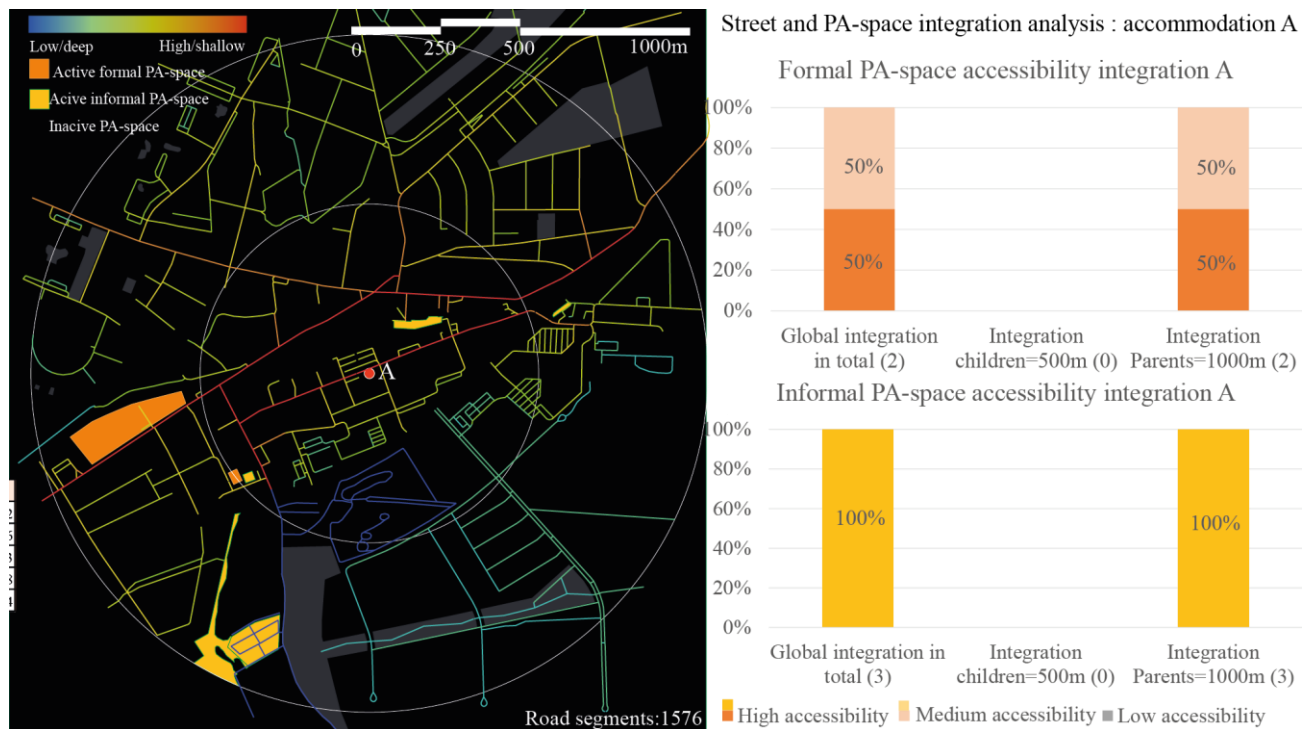 Low/deep
High/shallow
Active formal PA-space
Acive informal PA-space
Inacive PA-space
0
250
500
1000m
A
Road segments:1576
Street and PA-space integration analysis : accommodation A
Formal PA-space accessibility integration A
100%
80%
60%
40%
20%
0%
50%
50%
50%
50%
Global integration
in total (2)
Integration
children=500m (0)
Integration
Parents=1000m (2)
Informal PA-space accessibility integration A
100%
80%
60%
40%
20%
0%
100%
100%
Global integration in
total (3)
Integration
children=500m (0)
Integration
Parents=1000m (3)
High accessibility
Medium accessibility
Low accessibility